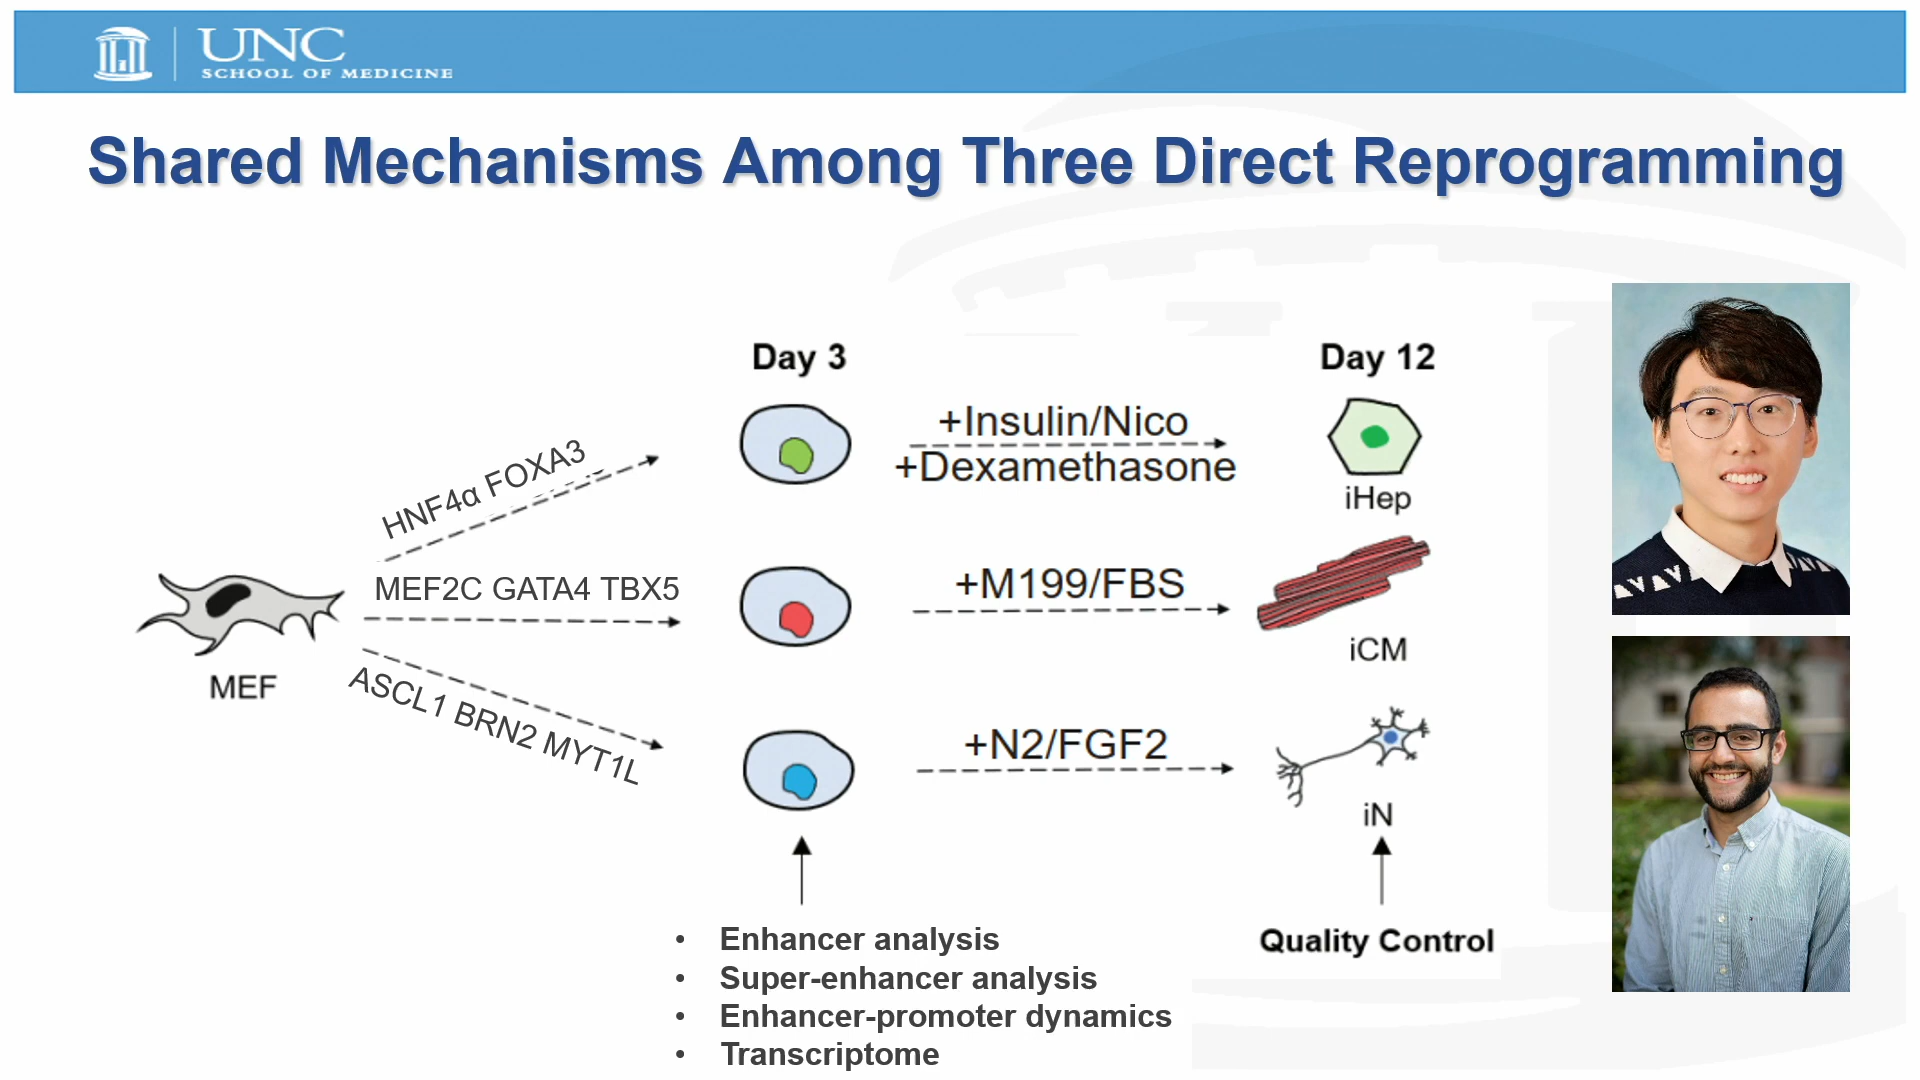 UNC
SCHOOL OF MEDICINE
Shared Mechanisms Among Three Direct Reprogramming
Day 3
Day 12
HNF4α FOXA3
+Insulin/Nico
+Dexamethasone
iHep
MEF2C GATA4 TBX5
+M199/FBS
iCM
MEF
ASCL1 BRN2 MYT1L
+N2/FGF2
iN
• Enhancer analysis
• Super-enhancer analysis
• Enhancer-promoter dynamics
• Transcriptome
Quality Control